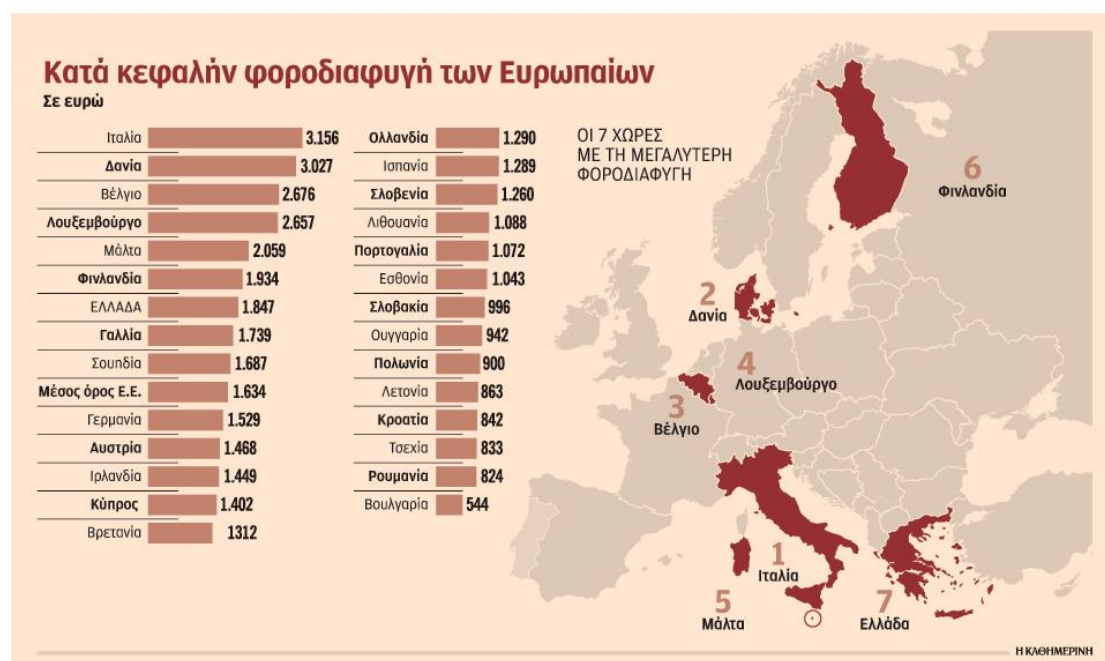 Κατά κεφαλήν φοροδιαφυγή των Ευρωπαίων
Σε ευρώ
Ιταλία 3.156
Δανία 3.027
Βέλγιο 2.676
Λουξεμβούργο 2.657
Μάλτα 2.059
Φινλανδία 1.934
ΕΛΛΑΔΑ 1.847
Γαλλία 1.739
Σουηδία 1.687
Μέσος όρος Ε.Ε. 1.634
Γερμανία 1.529
Αυστρία 1.468
Ιρλανδία 1.449
Κύπρος 1.402
Βρετανία 1312
Ολλανδία 1.290
Ισπανία 1.289
Σλοβενία 1.260
Λιθουανία 1.088
Πορτογαλία 1.072
Εσθονία 1.043
Σλοβακία 996
Ουγγαρία 942
Πολωνία 900
Λετονία 863
Κροατία 842
Τσεχία 833
Ρουμανία 824
Βουλγαρία 544
ΟΙ 7 ΧΩΡΕΣ
ΜΕ ΤΗ ΜΕΓΑΛΥΤΕΡΗ
ΦΟΡΟΔΙΑΦΥΓΗ
6
Φινλανδία
2
Δανία
4
Λουξεμβούργο
3
Βέλγιο
1
Ιταλία
5
Μάλτα
7
Ελλάδα
Η ΚΑΘΗΜΕΡΙΝΗ